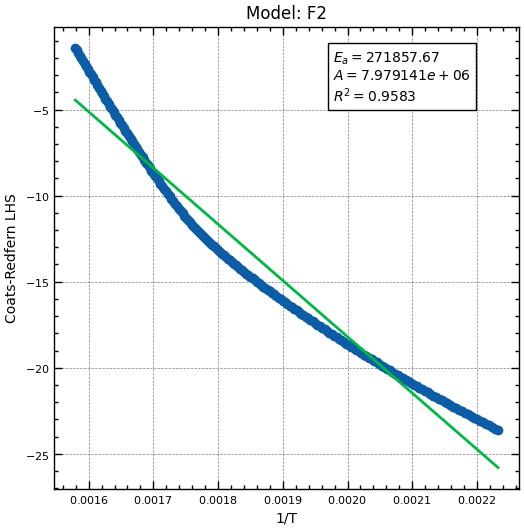 Model: F2
E_a = 271857.67
A = 7.979141e + 06
R² = 0.9583
Coats-Redfern LHS
−5
−10
−15
−20
−25
0.0016 0.0017 0.0018 0.0019 0.0020 0.0021 0.0022
1/T